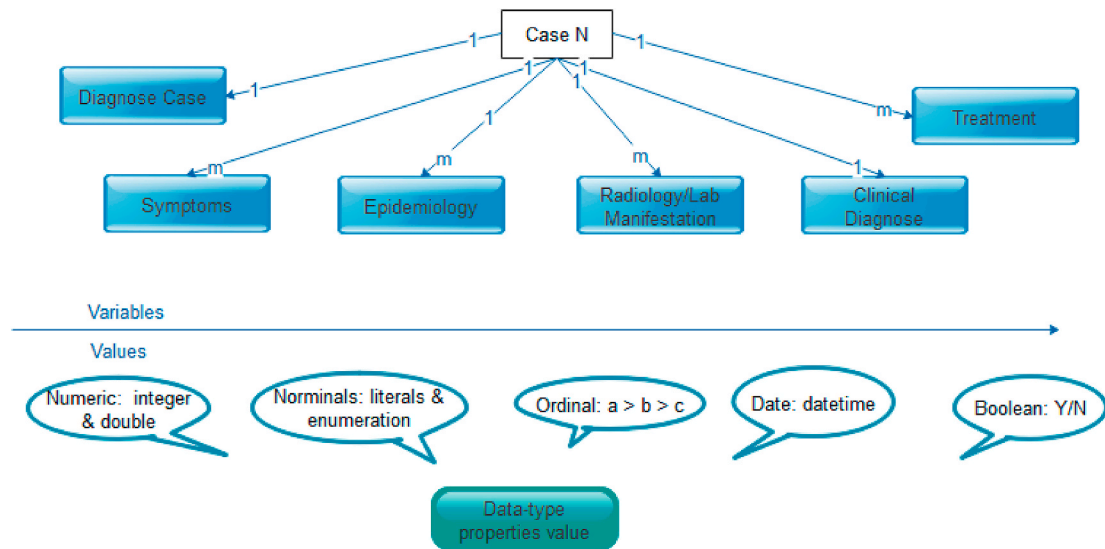 Case N
1
1
1
1
1
1
1
Diagnose Case
m
Treatment
1
m
m
m
1
Symptoms
Epidemiology
Radiology/Lab
Manifestation
Clinical
Diagnose
Variables
Values
Numeric: integer
& double
Norminals: literals &
enumeration
Ordinal: a > b > c
Date: datetime
Boolean: Y/N
Data-type
properties value